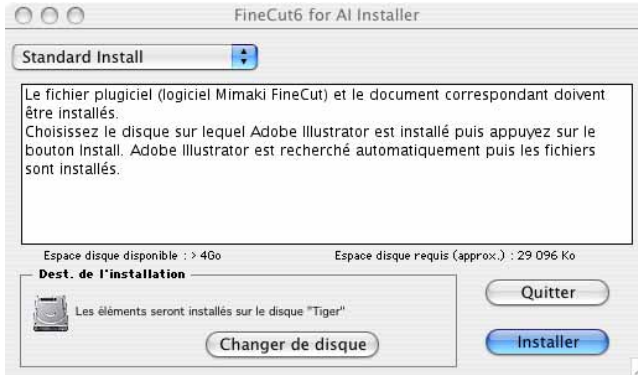 FineCut6 for AI Installer
Standard Install
Le fichier plugiciel (logiciel Mimaki FineCut) et le document correspondant doivent
être installés.
Choisissez le disque sur lequel Adobe Illustrator est installé puis appuyez sur le
bouton Install. Adobe Illustrator est recherché automatiquement puis les fichiers
sont installés.
Espace disque disponible : > 4Go
Espace disque requis (approx.) : 29 096 Ko
Dest. de l'installation
Les éléments seront installés sur le disque "Tiger"
Changer de disque
Quitter
Installer